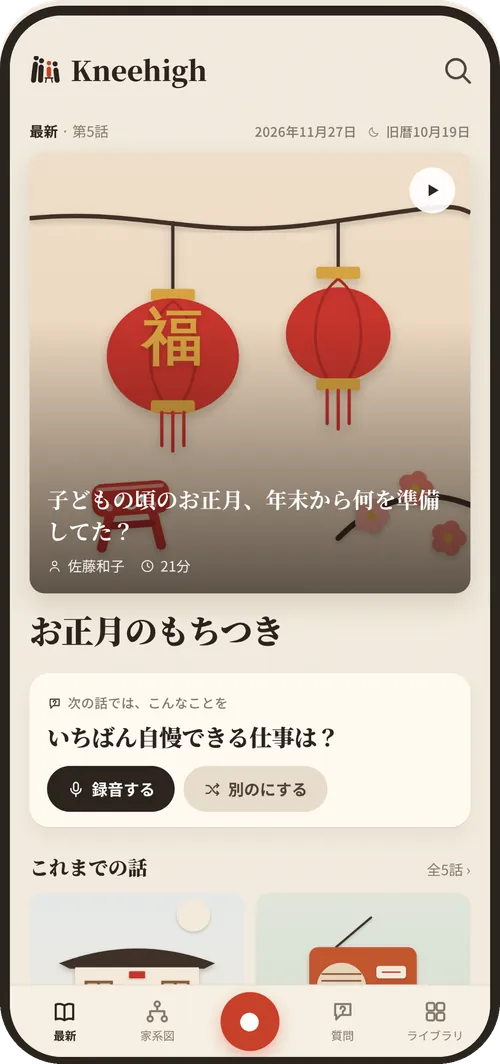 Kneehigh
最新 · 第5話
2026年11月27日 旧暦10月19日
福
子どもの頃のお正月、年末から何を準備
してた？
佐藤和子 21分
お正月のもちつき
次の話では、こんなことを
いちばん自慢できる仕事は？
録音する 別のにする
これまでの話 全5話 ›
最新 家系図 質問 ライブラリ